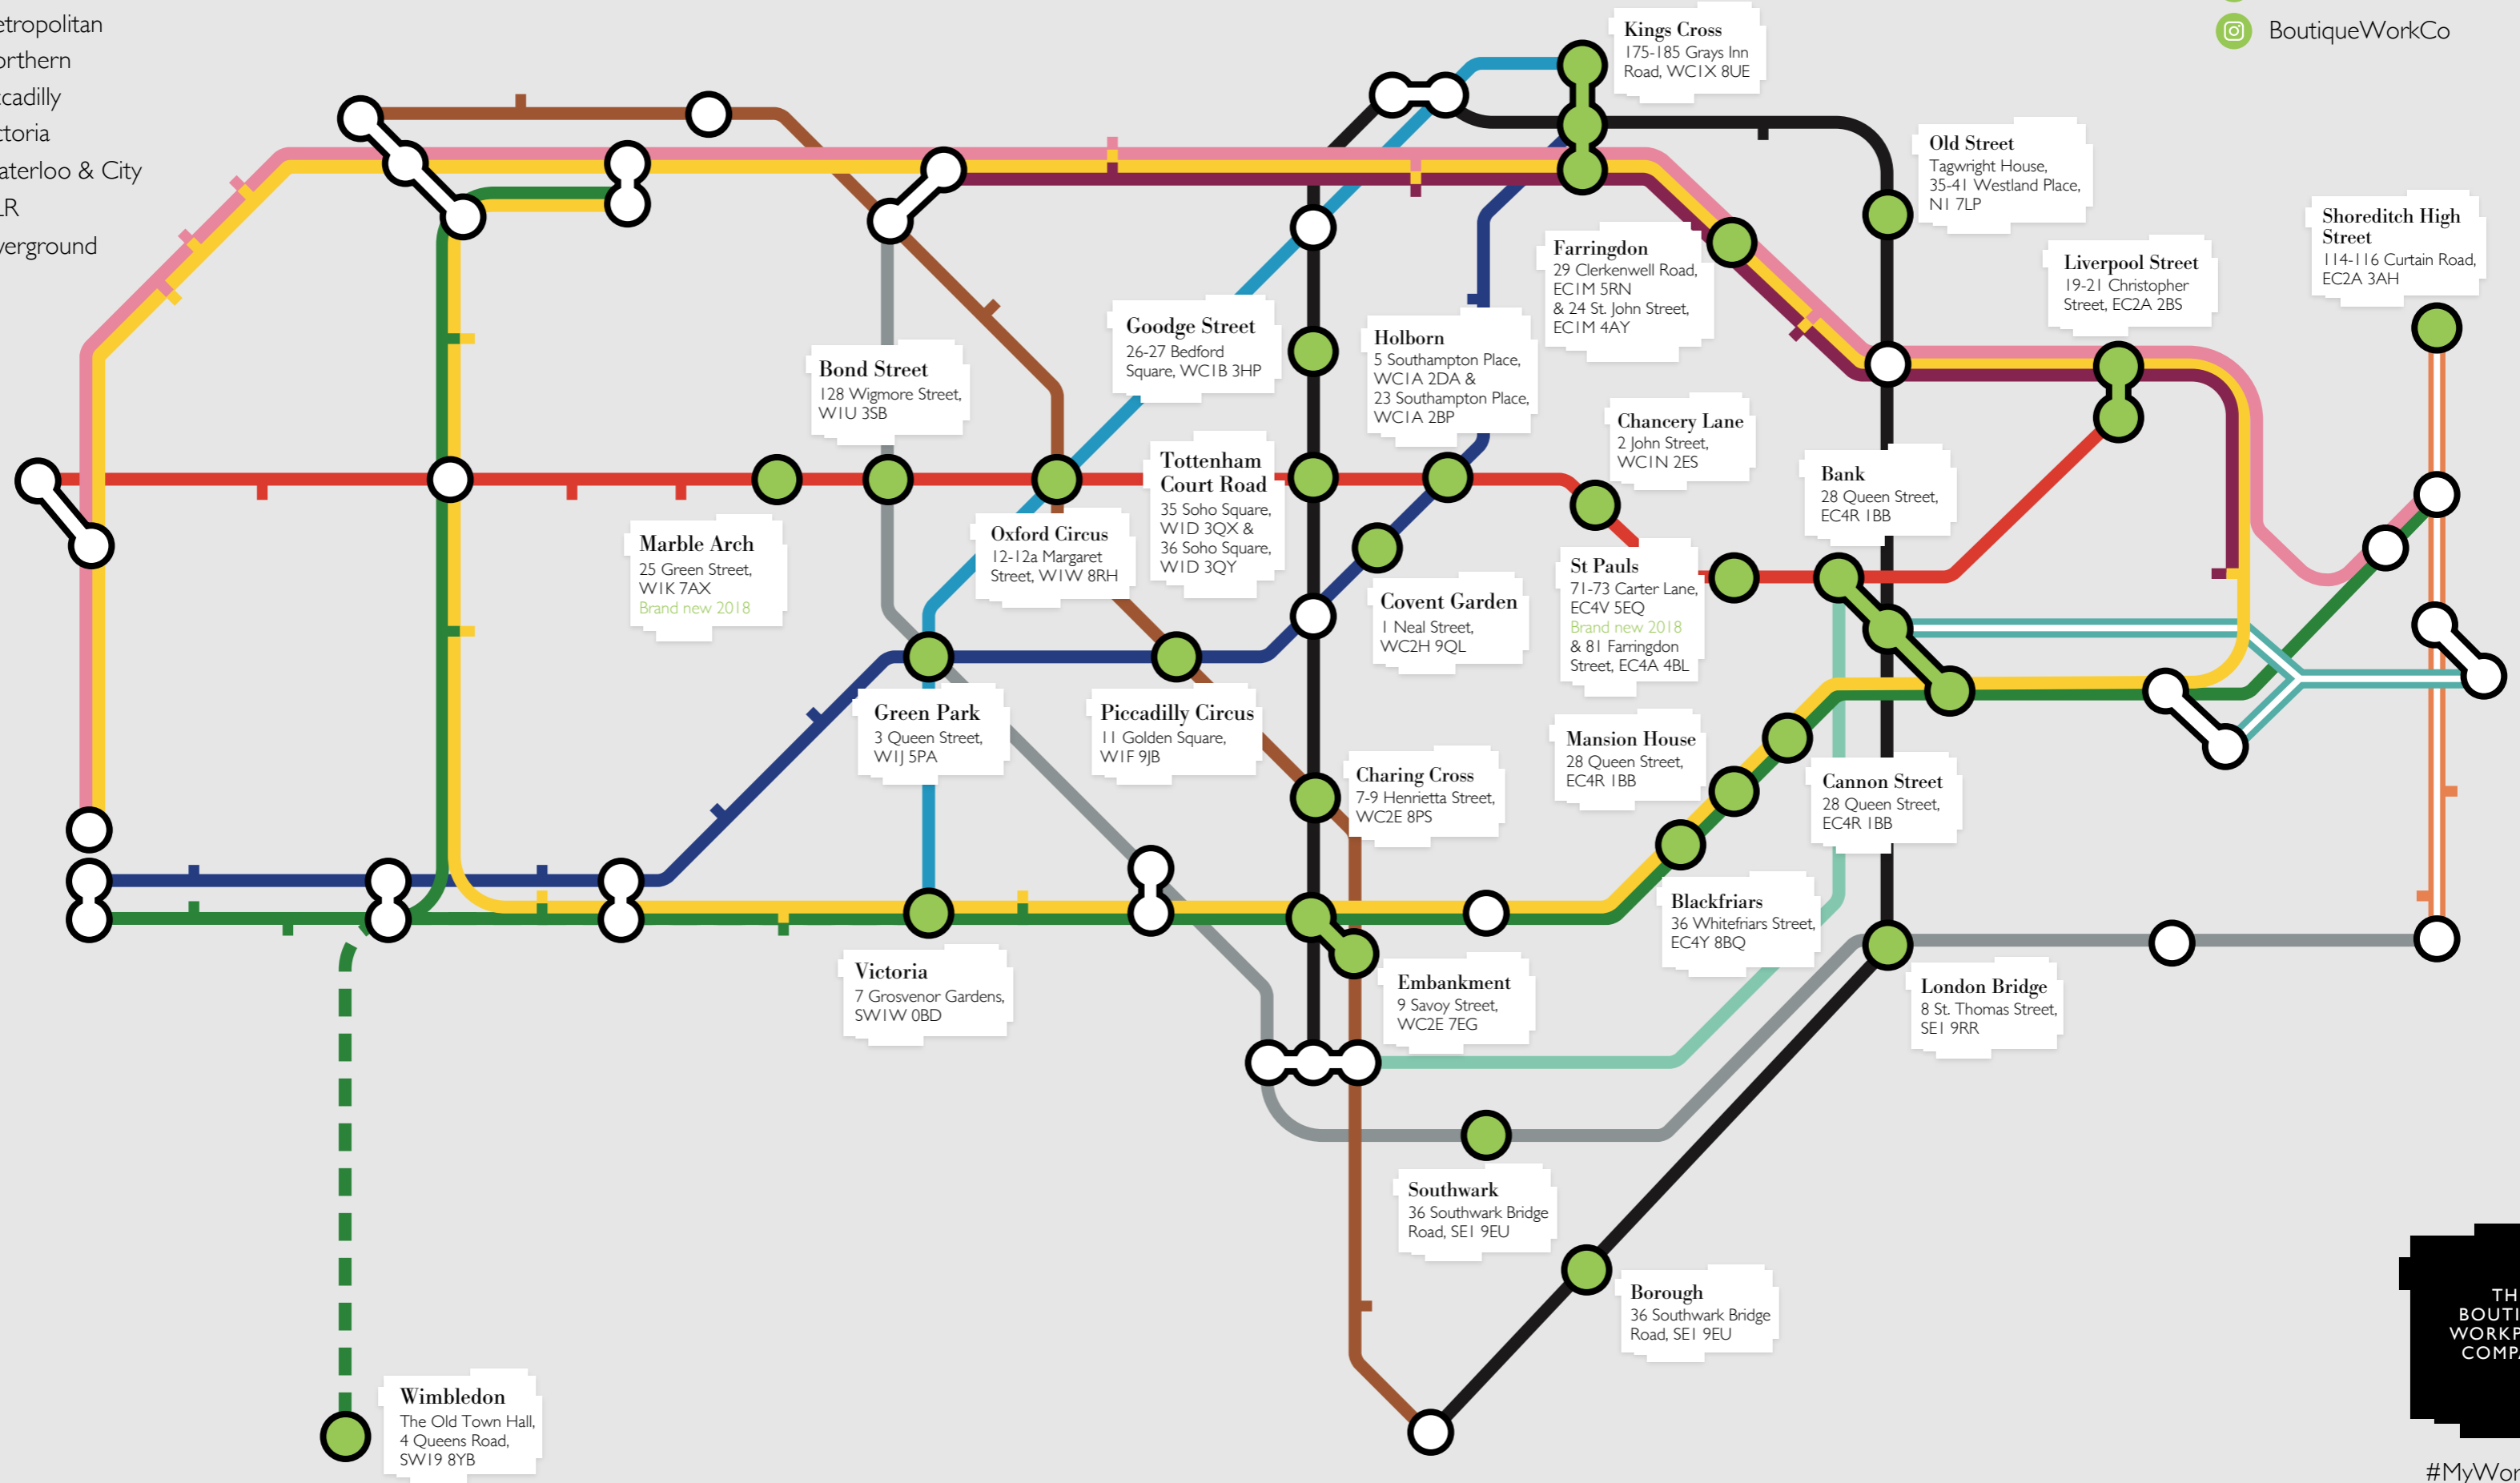 etropolitan
orthern
ccadilly
ctoria
aterloo & City
LR
verground
BoutiqueWorkCo
Kings Cross
175-185 Grays Inn
Road, WC1X 8UE
Old Street
Tagwright House,
35-41 Westland Place,
N1 7LP
Shoreditch High
Street
114-116 Curtain Road,
EC2A 3AH
Farringdon
29 Clerkenwell Road,
EC1M 5RN
& 24 St. John Street,
EC1M 4AY
Liverpool Street
19-21 Christopher
Street, EC2A 2BS
Goodge Street
26-27 Bedford
Square, WC1B 3HP
Holborn
5 Southampton Place,
WC1A 2DA &
23 Southampton Place,
WC1A 2BP
Bond Street
128 Wigmore Street,
W1U 3SB
Chancery Lane
2 John Street,
WC1N 2ES
Tottenham
Court Road
35 Soho Square,
W1D 3QX &
36 Soho Square,
W1D 3QY
Bank
28 Queen Street,
EC4R 1BB
Marble Arch
25 Green Street,
W1K 7AX
Brand new 2018
Oxford Circus
12-12a Margaret
Street, W1W 8RH
St Pauls
71-73 Carter Lane,
EC4V 5EQ
Brand new 2018
& 81 Farringdon
Street, EC4A 4BL
Covent Garden
1 Neal Street,
WC2H 9QL
Green Park
3 Queen Street,
W1J 5PA
Piccadilly Circus
11 Golden Square,
W1F 9JB
Mansion House
28 Queen Street,
EC4R 1BB
Charing Cross
7-9 Henrietta Street,
WC2E 8PS
Cannon Street
28 Queen Street,
EC4R 1BB
Blackfriars
36 Whitefriars Street,
EC4Y 8BQ
Victoria
7 Grosvenor Gardens,
SW1W 0BD
Embankment
9 Savoy Street,
WC2E 7EG
London Bridge
8 St. Thomas Street,
SE1 9RR
Southwark
36 Southwark Bridge
Road, SE1 9EU
Borough
36 Southwark Bridge
Road, SE1 9EU
Wimbledon
The Old Town Hall,
4 Queens Road,
SW19 8YB
TH
BOUTI
WORKP
COMPA
#MyWor